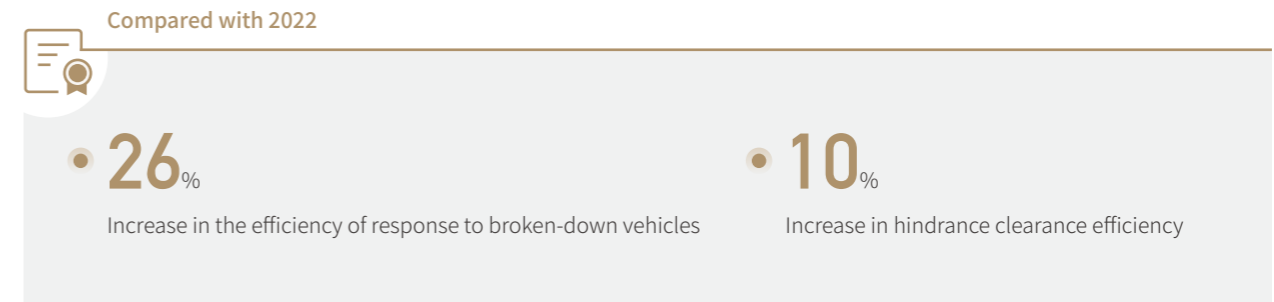 Compared with 2022
26%
Increase in the efficiency of response to broken-down vehicles
10%
Increase in hindrance clearance efficiency